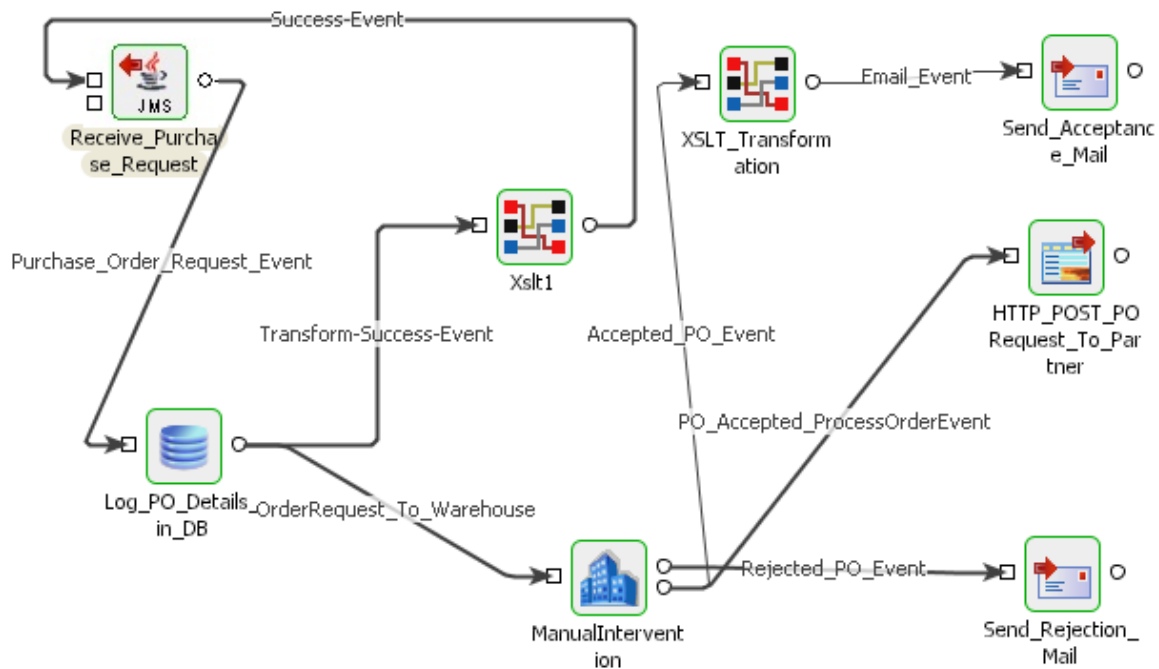 Success-Event
JMS
Receive_Purcha
se_Request
XSLT_Transform
ation
Email_Event
Send_Acceptanc
e_Mail
Purchase_Order_Request_Event
Xslt1
Transform-Success-Event
Accepted_PO_Event
HTTP_POST_PO
Request_To_Par
tner
PO_Accepted_ProcessOrderEvent
Log_PO_Details_
in_DB
OrderRequest_To_Warehouse
ManualIntervent
ion
Rejected_PO_Event
Send_Rejection_
Mail